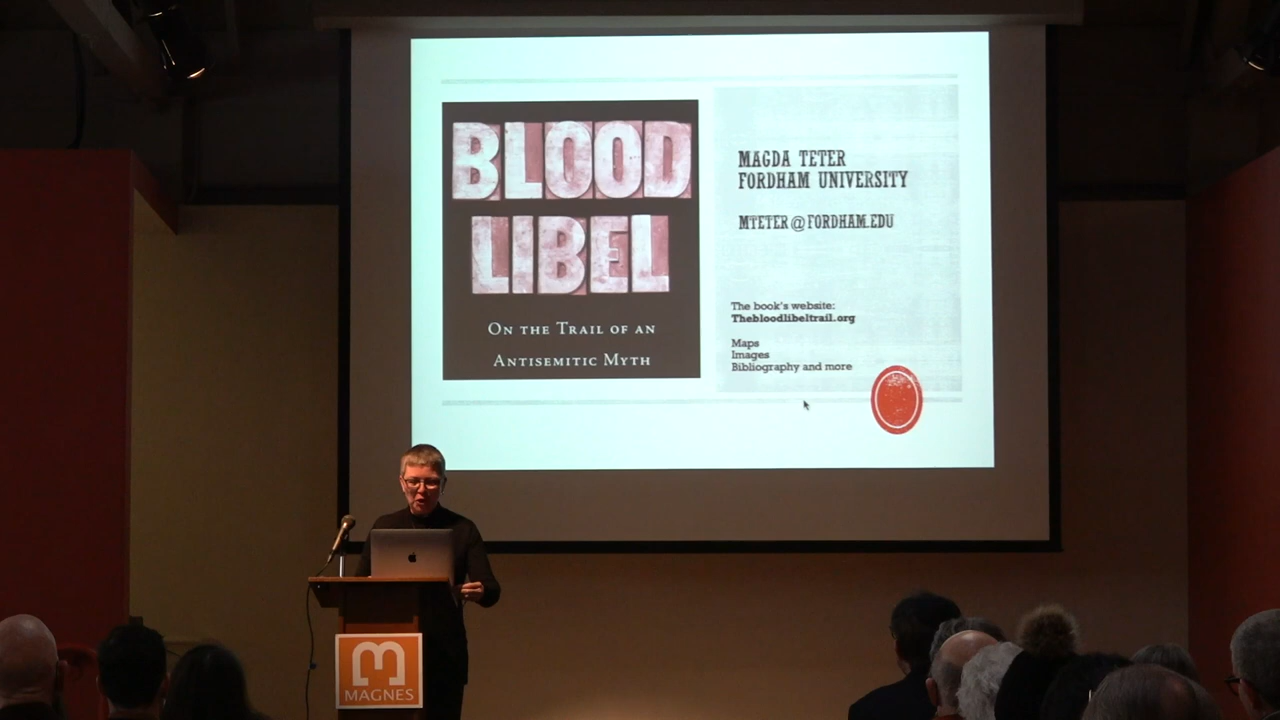 BLOOD
LIBEL
ON THE TRAIL OF AN
ANTISEMITIC MYTH
MAGDA TETER
FORDHAM UNIVERSITY
MTETER@FORDHAM.EDU
The book's website:
Thebloodlibeltrail.org
Maps
Images
Bibliography and more
MAGNES